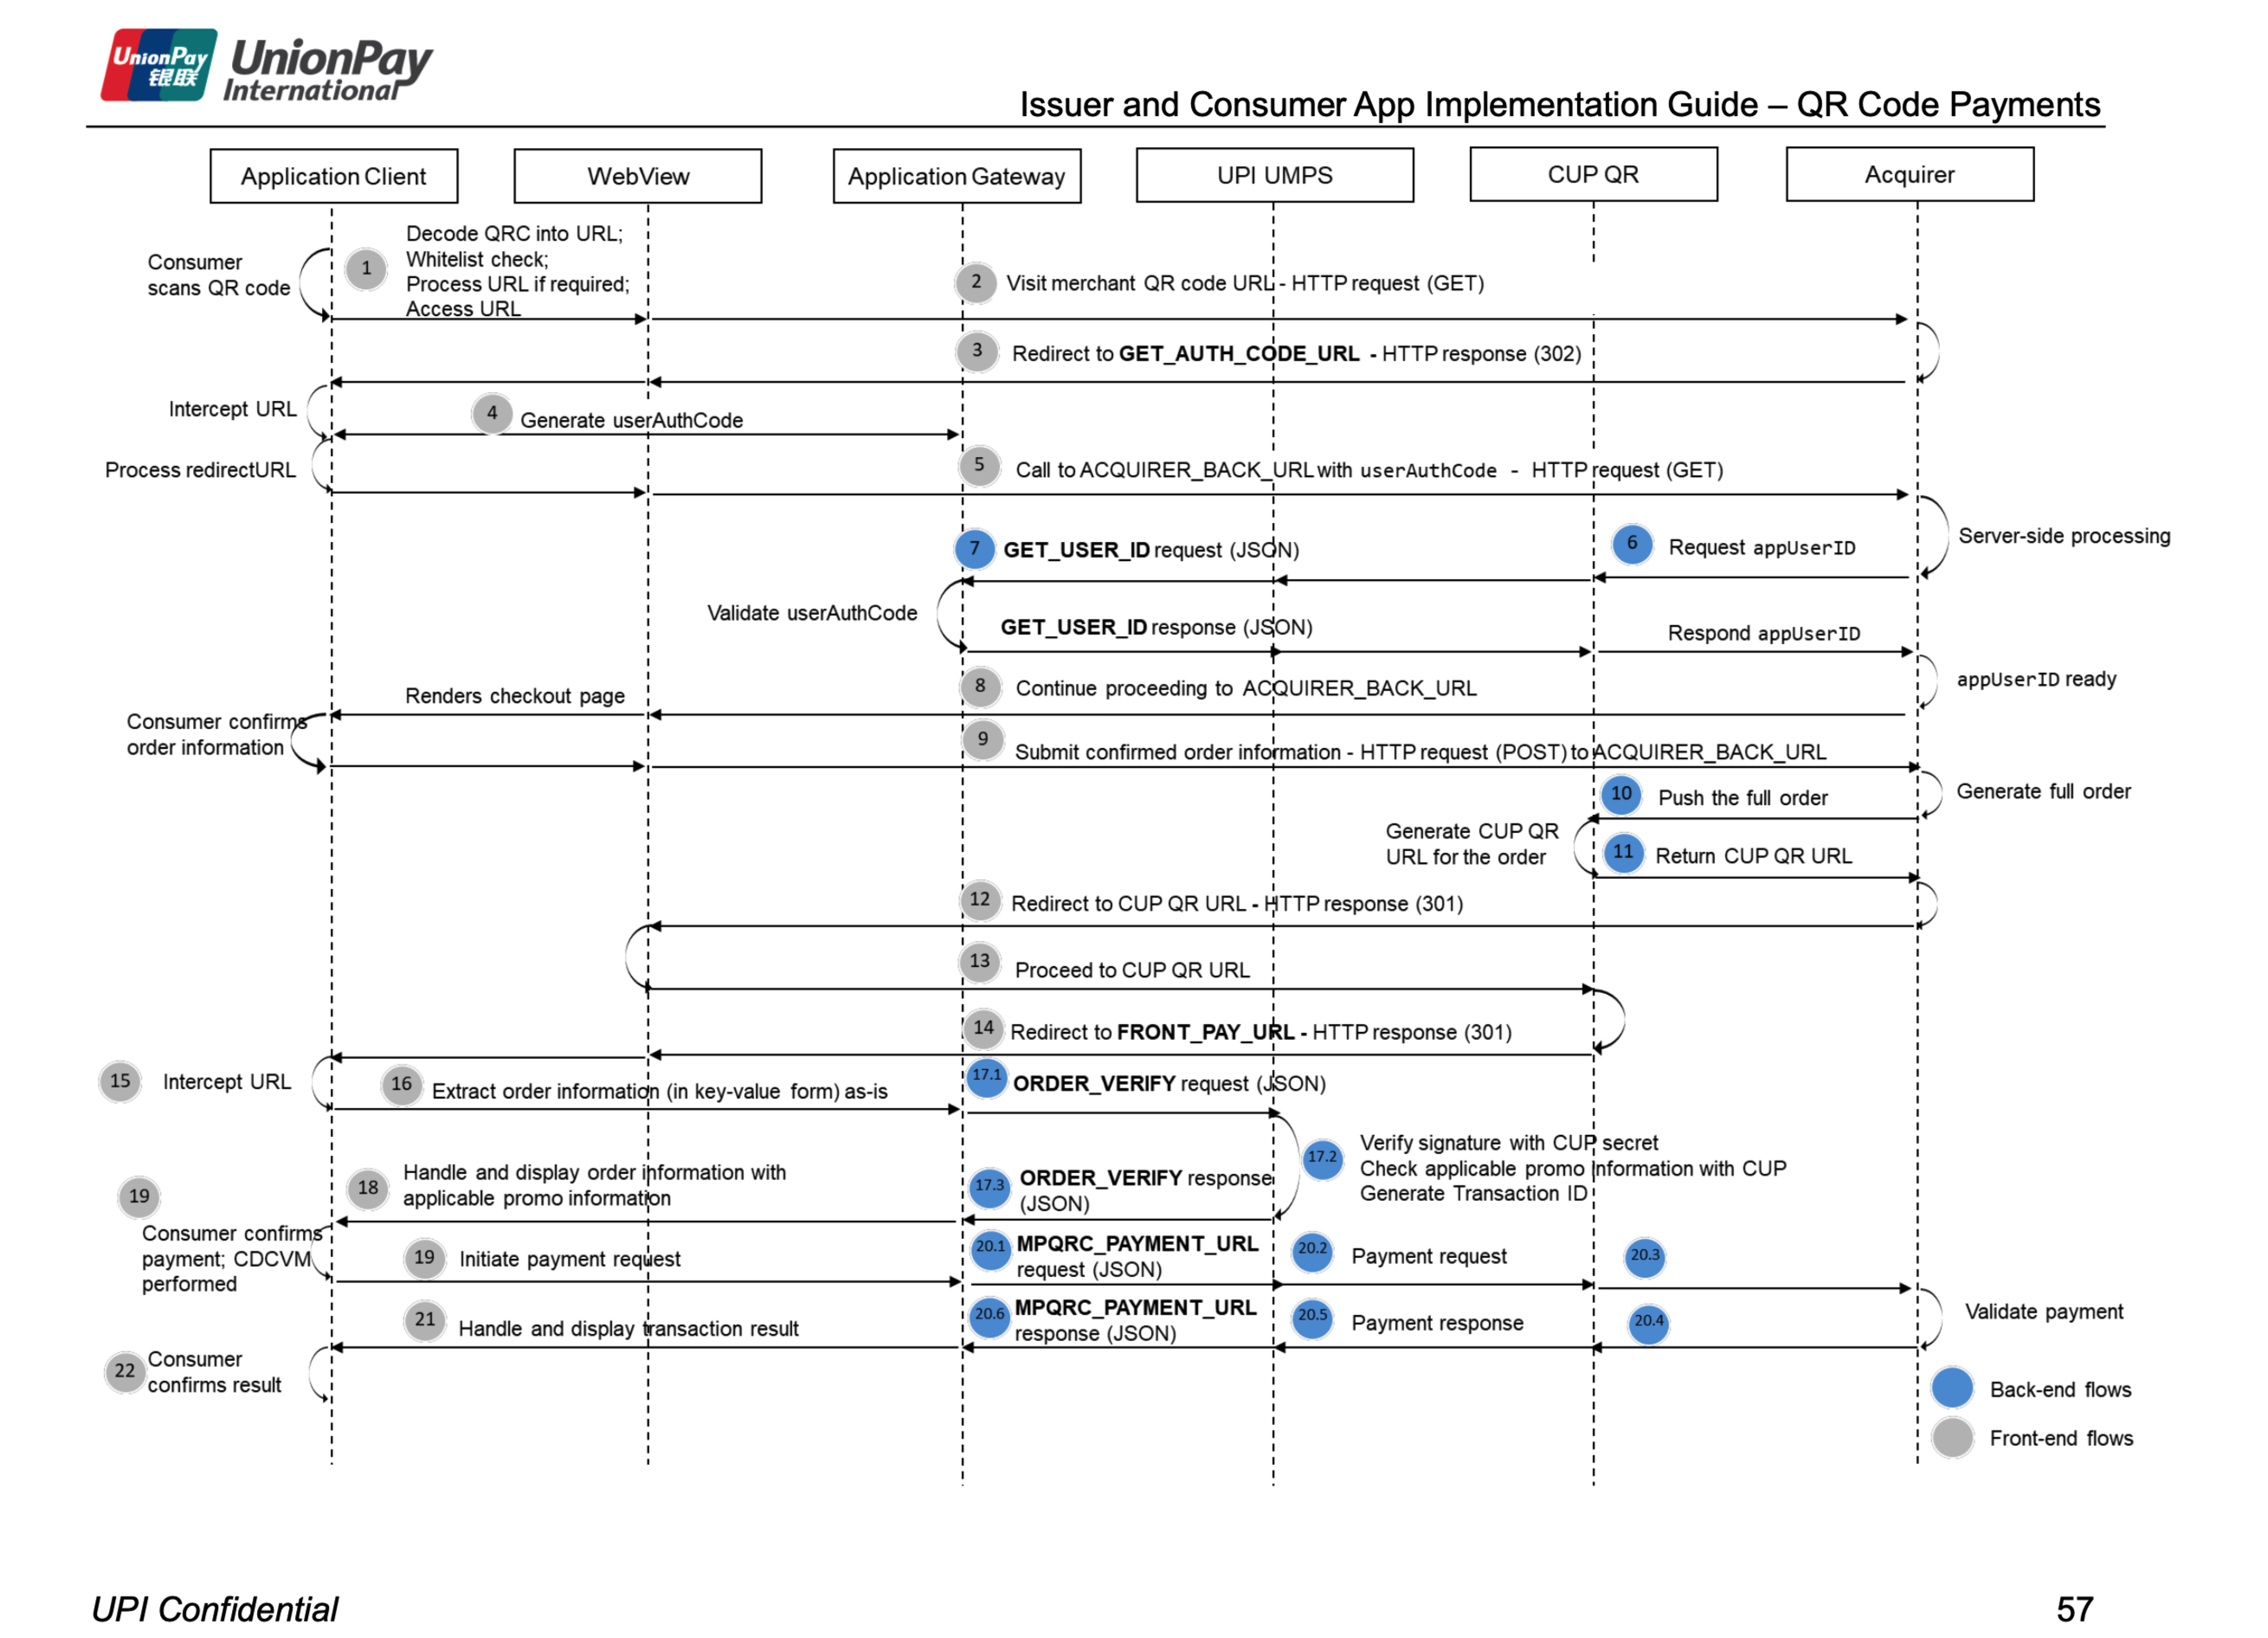 UnionPay
银联
UnionPay
International
Issuer and Consumer App Implementation Guide – QR Code Payments
Application Client
WebView
Application Gateway
UPI UMPS
CUP QR
Acquirer
Consumer
scans QR code
1
Decode QRC into URL;
Whitelist check;
Process URL if required;
Access URL
2
Visit merchant QR code URL - HTTP request (GET)
3
Redirect to GET_AUTH_CODE_URL - HTTP response (302)
Intercept URL
4
Generate userAuthCode
Process redirectURL
5
Call to ACQUIRER_BACK_URL with userAuthCode - HTTP request (GET)
Server-side processing
6
Request appUserID
7
GET_USER_ID request (JSON)
Validate userAuthCode
GET_USER_ID response (JSON)
Respond appUserID
appUserID ready
8
Continue proceeding to ACQUIRER_BACK_URL
Renders checkout page
Consumer confirms
order information
9
Submit confirmed order information - HTTP request (POST) to ACQUIRER_BACK_URL
Generate full order
10
Push the full order
Generate CUP QR
URL for the order
11
Return CUP QR URL
12
Redirect to CUP QR URL - HTTP response (301)
13
Proceed to CUP QR URL
14
Redirect to FRONT_PAY_URL - HTTP response (301)
15
Intercept URL
16
Extract order information (in key-value form) as-is
17.1
ORDER_VERIFY request (JSON)
17.2
Verify signature with CUP secret
Check applicable promo information with CUP
Generate Transaction ID
17.3
ORDER_VERIFY response
(JSON)
18
Handle and display order information with
applicable promo information
19
Consumer confirms
payment; CDCVM
performed
19
Initiate payment request
20.1
MPQRC_PAYMENT_URL
request (JSON)
20.2
Payment request
20.3
Validate payment
20.4
20.5
Payment response
20.6
MPQRC_PAYMENT_URL
response (JSON)
21
Handle and display transaction result
22
Consumer
confirms result
Back-end flows
Front-end flows
UPI Confidential
57